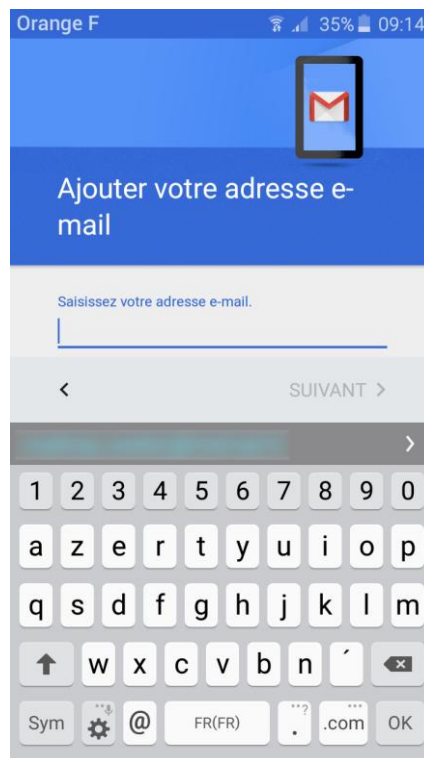 Orange F 35% 09:14
Ajouter votre adresse e-
mail
Saisissez votre adresse e-mail.
SUIVANT
1 2 3 4 5 6 7 8 9 0
a z e r t y u i o p
q s d f g h j k l m
w x c v b n ´
Sym @ FR(FR) . ? .com OK